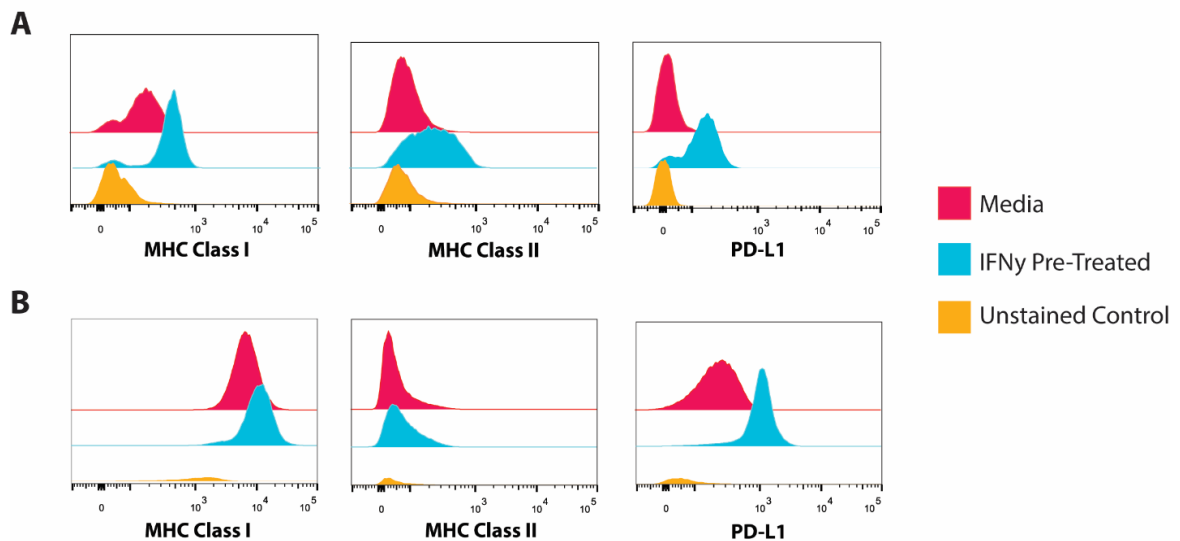 A
0 10³ 10⁴ 10⁵
MHC Class I
0 10³ 10⁴ 10⁵
MHC Class II
0 10³ 10⁴ 10⁵
PD-L1
Media
IFNy Pre-Treated
Unstained Control
B
0 10³ 10⁴ 10⁵
MHC Class I
0 10³ 10⁴ 10⁵
MHC Class II
0 10³ 10⁴ 10⁵
PD-L1